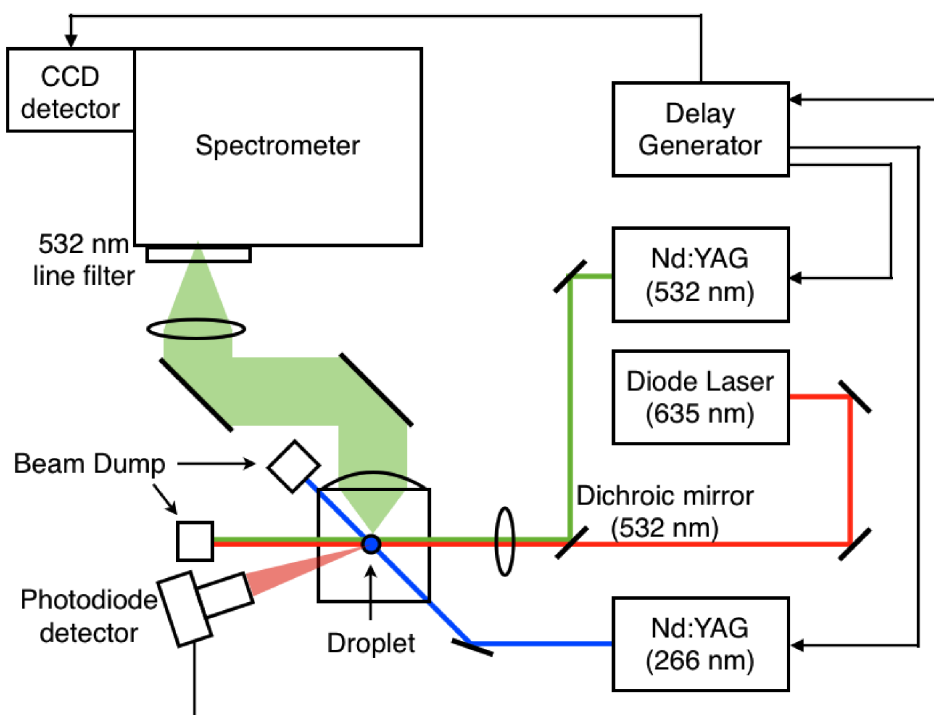 CCD
detector
Spectrometer
Delay
Generator
532 nm
line filter
Nd:YAG
(532 nm)
Diode Laser
(635 nm)
Beam Dump
Dichroic mirror
(532 nm)
Photodiode
detector
Droplet
Nd:YAG
(266 nm)